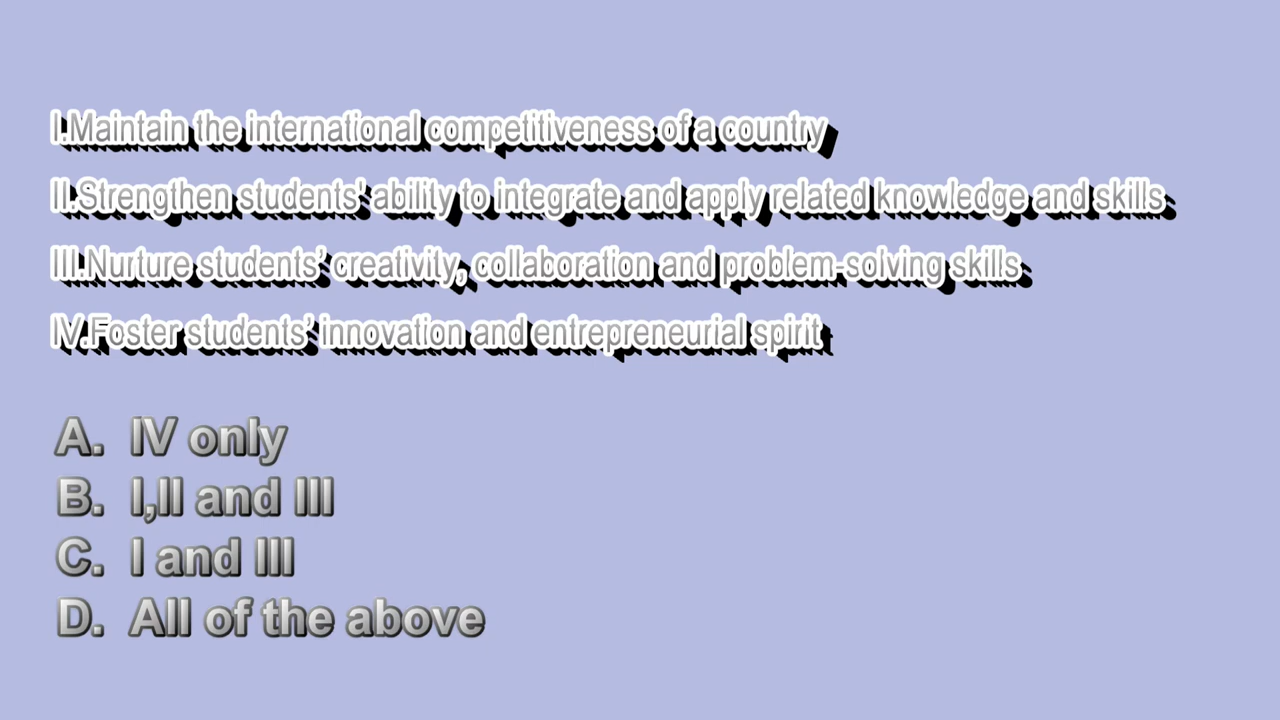 I.Maintain the international competitiveness of a country
II.Strengthen students' ability to integrate and apply related knowledge and skills
III.Nurture students’ creativity, collaboration and problem-solving skills
IV.Foster students’ innovation and entrepreneurial spirit
A. IV only
B. I,II and III
C. I and III
D. All of the above